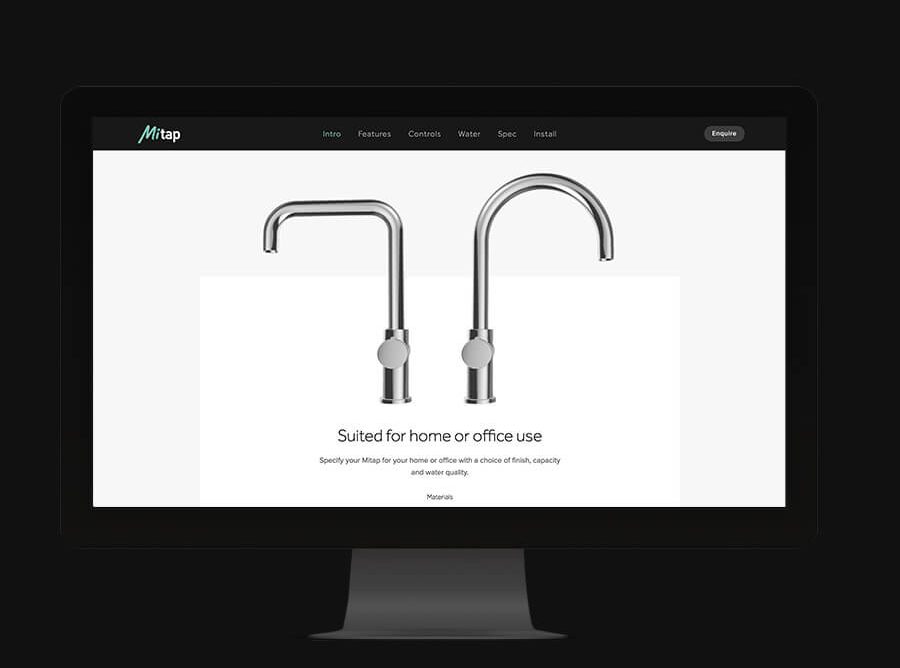 Mitap
Intro Features Controls Water Spec Install
Enquire
Suited for home or office use
Specify your Mitap for your home or office with a choice of finish, capacity
and water quality.
Materials